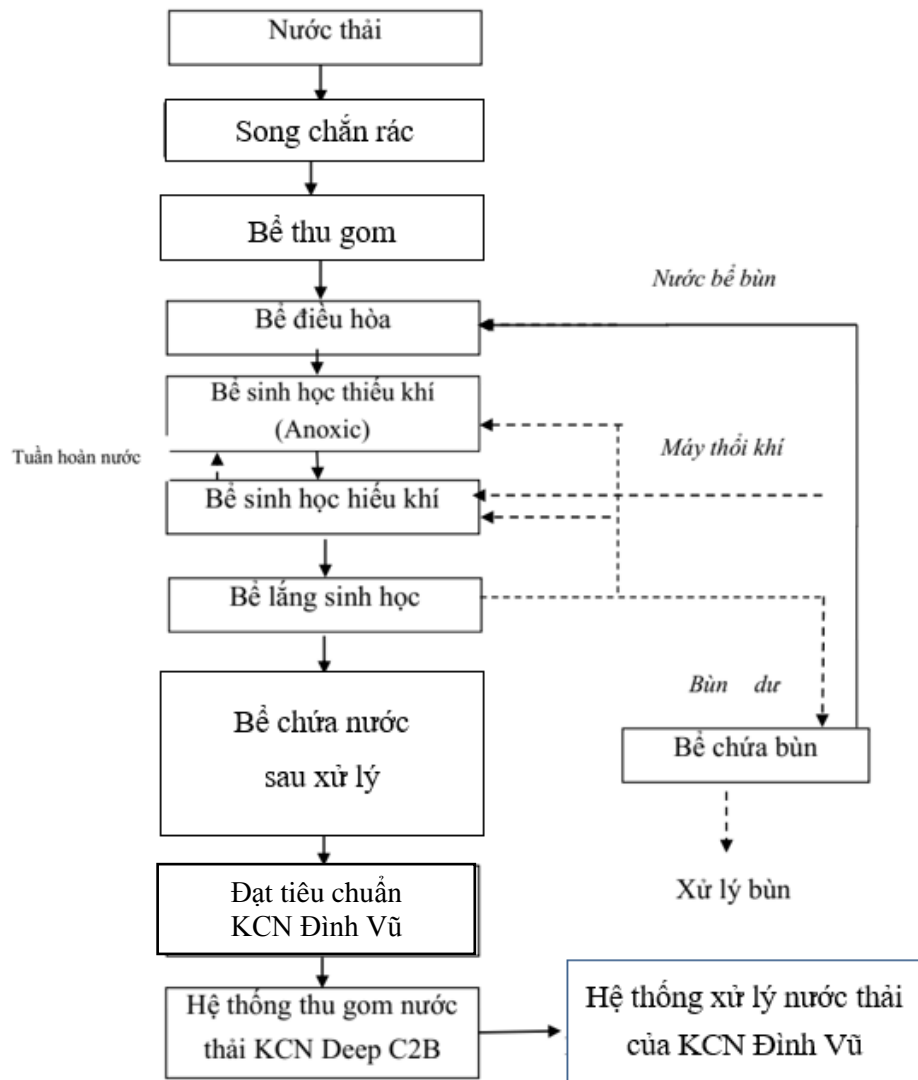 Nước thải
Song chắn rác
Bể thu gom
Nước bể bùn
Bể điều hòa
Bể sinh học thiếu khí
(Anoxic)
Máy thổi khí
Tuần hoàn nước
Bể sinh học hiếu khí
Bể lắng sinh học
Bùn dư
Bể chứa nước
sau xử lý
Bể chứa bùn
Xử lý bùn
Đạt tiêu chuẩn
KCN Đình Vũ
Hệ thống thu gom nước
thải KCN Deep C2B
Hệ thống xử lý nước thải
của KCN Đình Vũ